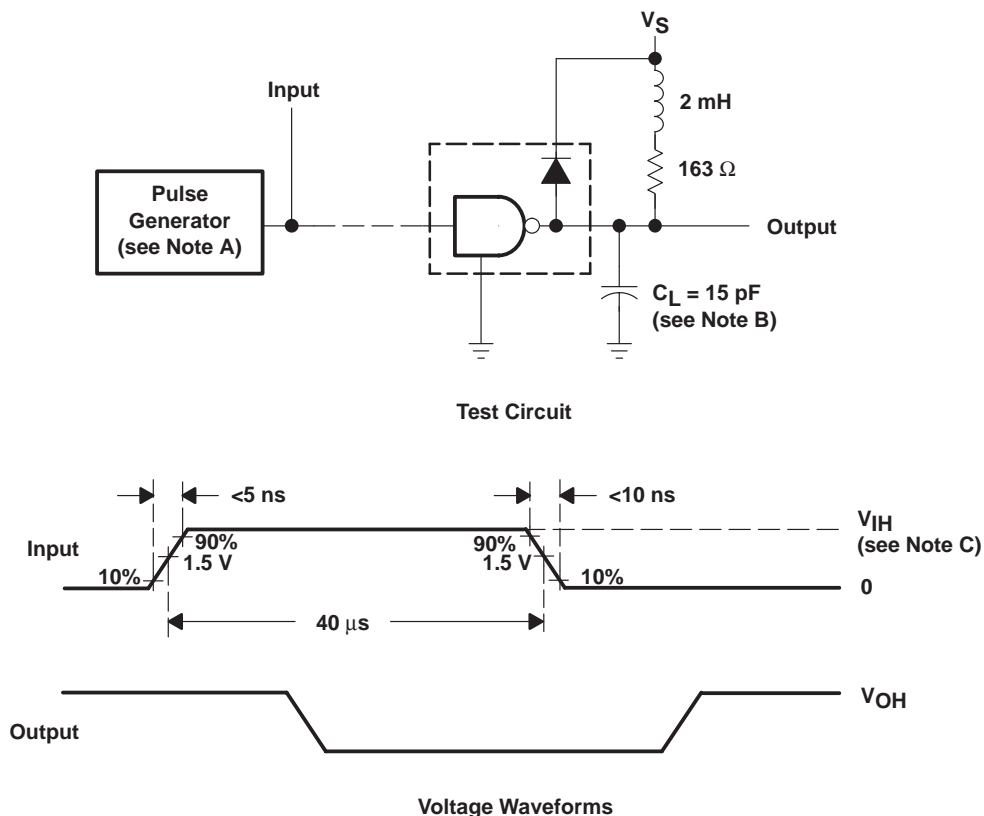 VS
Input
2 mH
163 Ω
Pulse
Generator
(see Note A)
Output
CL = 15 pF
(see Note B)
Test Circuit
<5 ns
<10 ns
VIH
(see Note C)
Input
90%
90%
1.5 V
1.5 V
10%
10%
0
40 μs
VOH
Output
Voltage Waveforms